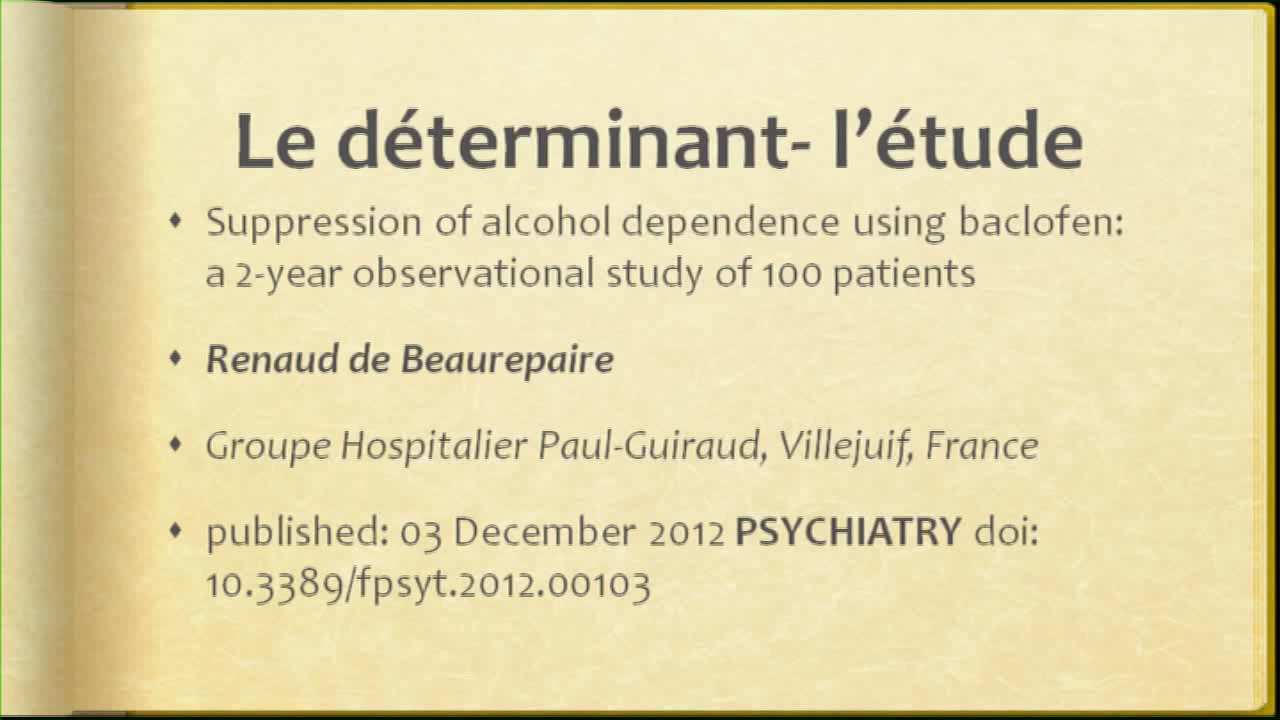 Le déterminant- l’étude
Suppression of alcohol dependence using baclofen:
a 2-year observational study of 100 patients
Renaud de Beaurepaire
Groupe Hospitalier Paul-Guiraud, Villejuif, France
published: 03 December 2012 PSYCHIATRY doi:
10.3389/fpsyt.2012.00103